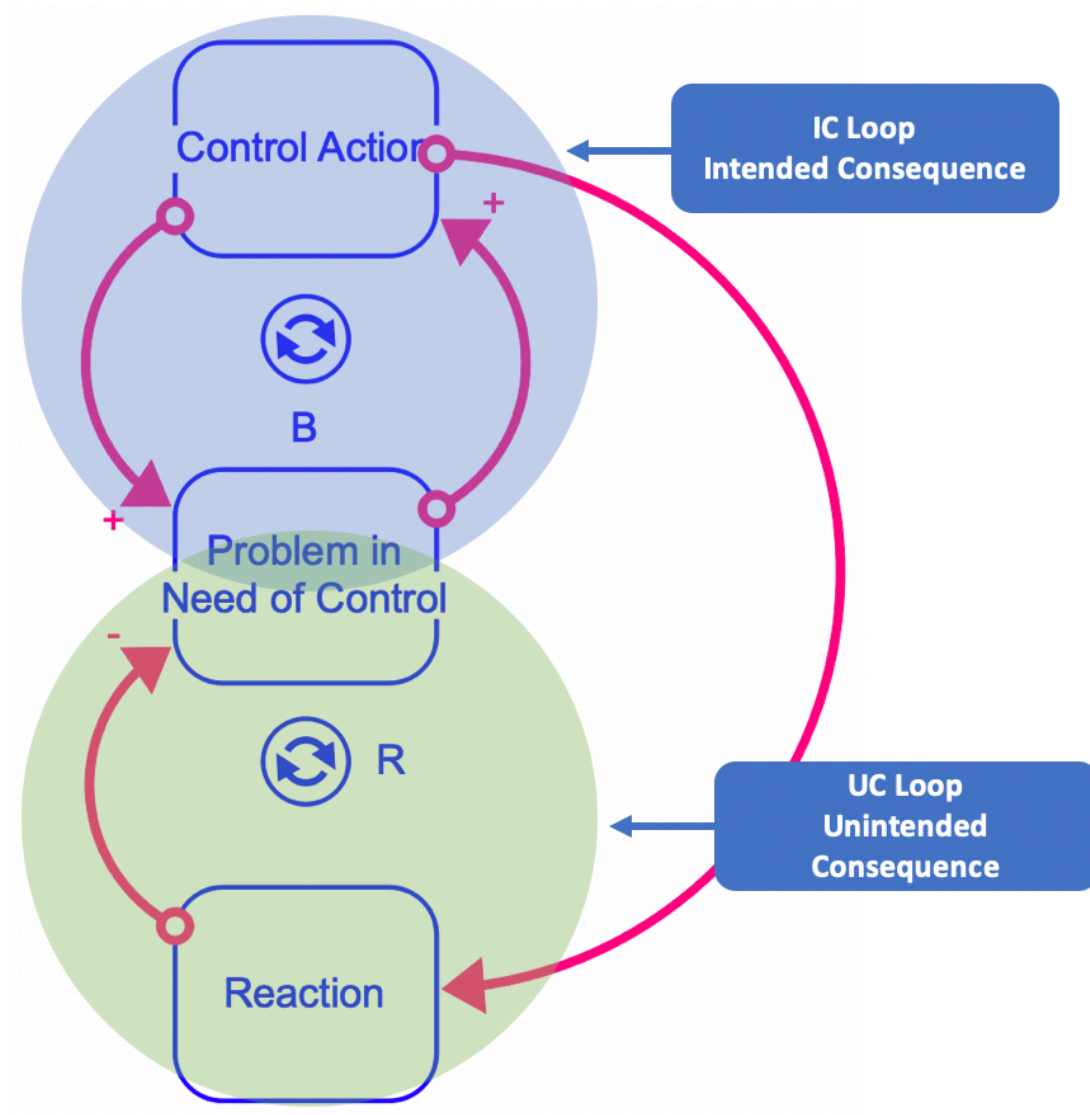 Control Action
IC Loop
Intended Consequence
+
B
+
Problem in
Need of Control
-
R
UC Loop
Unintended
Consequence
Reaction